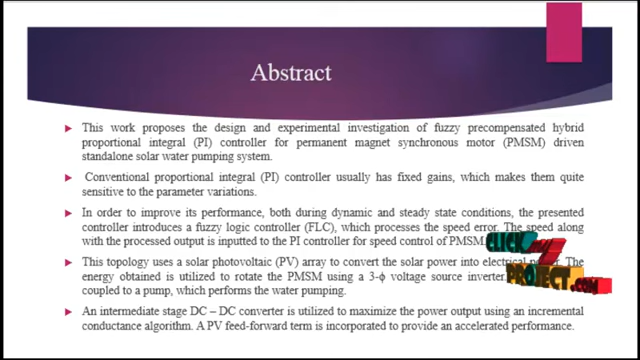 Abstract
This work proposes the design and experimental investigation of fuzzy precompensated hybrid
proportional integral (PI) controller for permanent magnet synchronous motor (PMSM) driven
standalone solar water pumping system.
Conventional proportional integral (PI) controller usually has fixed gains, which makes them quite
sensitive to the parameter variations.
In order to improve its performance, both during dynamic and steady state conditions, the presented
controller introduces a fuzzy logic controller (FLC), which processes the speed error. The speed along
with the processed output is inputted to the PI controller for speed control of PMSM.
This topology uses a solar photovoltaic (PV) array to convert the solar power into electrical power. The
energy obtained is utilized to rotate the PMSM using a 3-ϕ voltage source inverter.
coupled to a pump, which performs the water pumping.
An intermediate stage DC – DC converter is utilized to maximize the power output using an incremental
conductance algorithm. A PV feed-forward term is incorporated to provide an accelerated performance.
CLICK my
PROJECT.COM